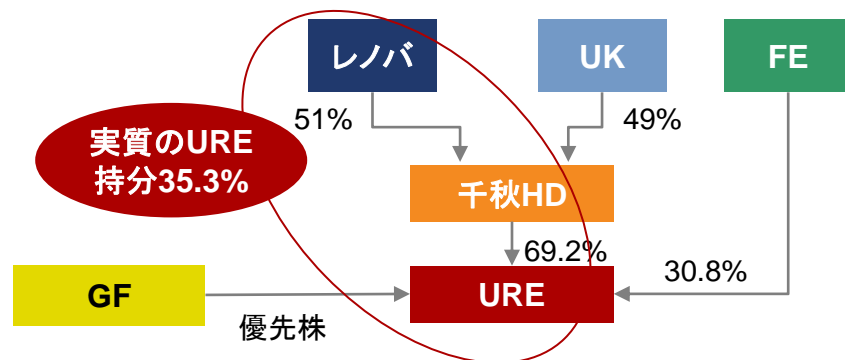 レノバ
UK
FE
51%
49%
実質のURE
持分35.3%
千秋HD
69.2%
30.8%
GF
URE
優先株